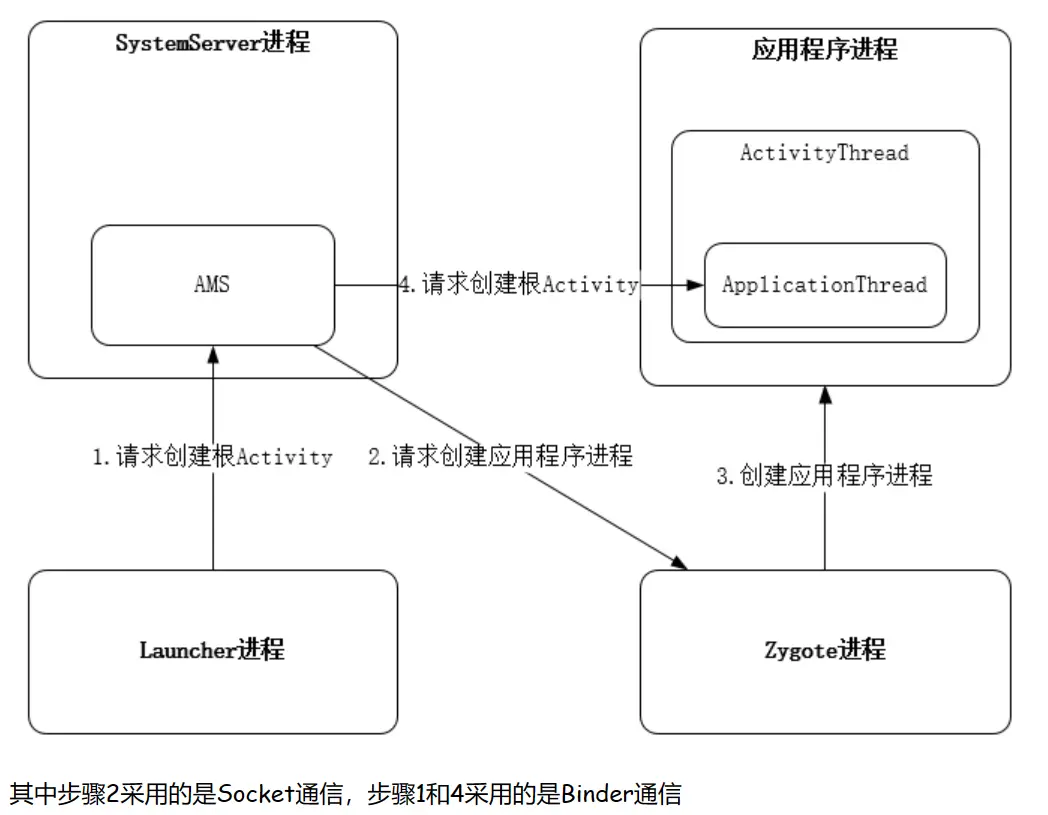 SystemServer进程
应用程序进程
ActivityThread
AMS
4.请求创建根Activity
ApplicationThread
1.请求创建根Activity
2.请求创建应用程序进程
3.创建应用程序进程
Launcher进程
Zygote进程
其中步骤2采用的是Socket通信，步骤1和4采用的是Binder通信